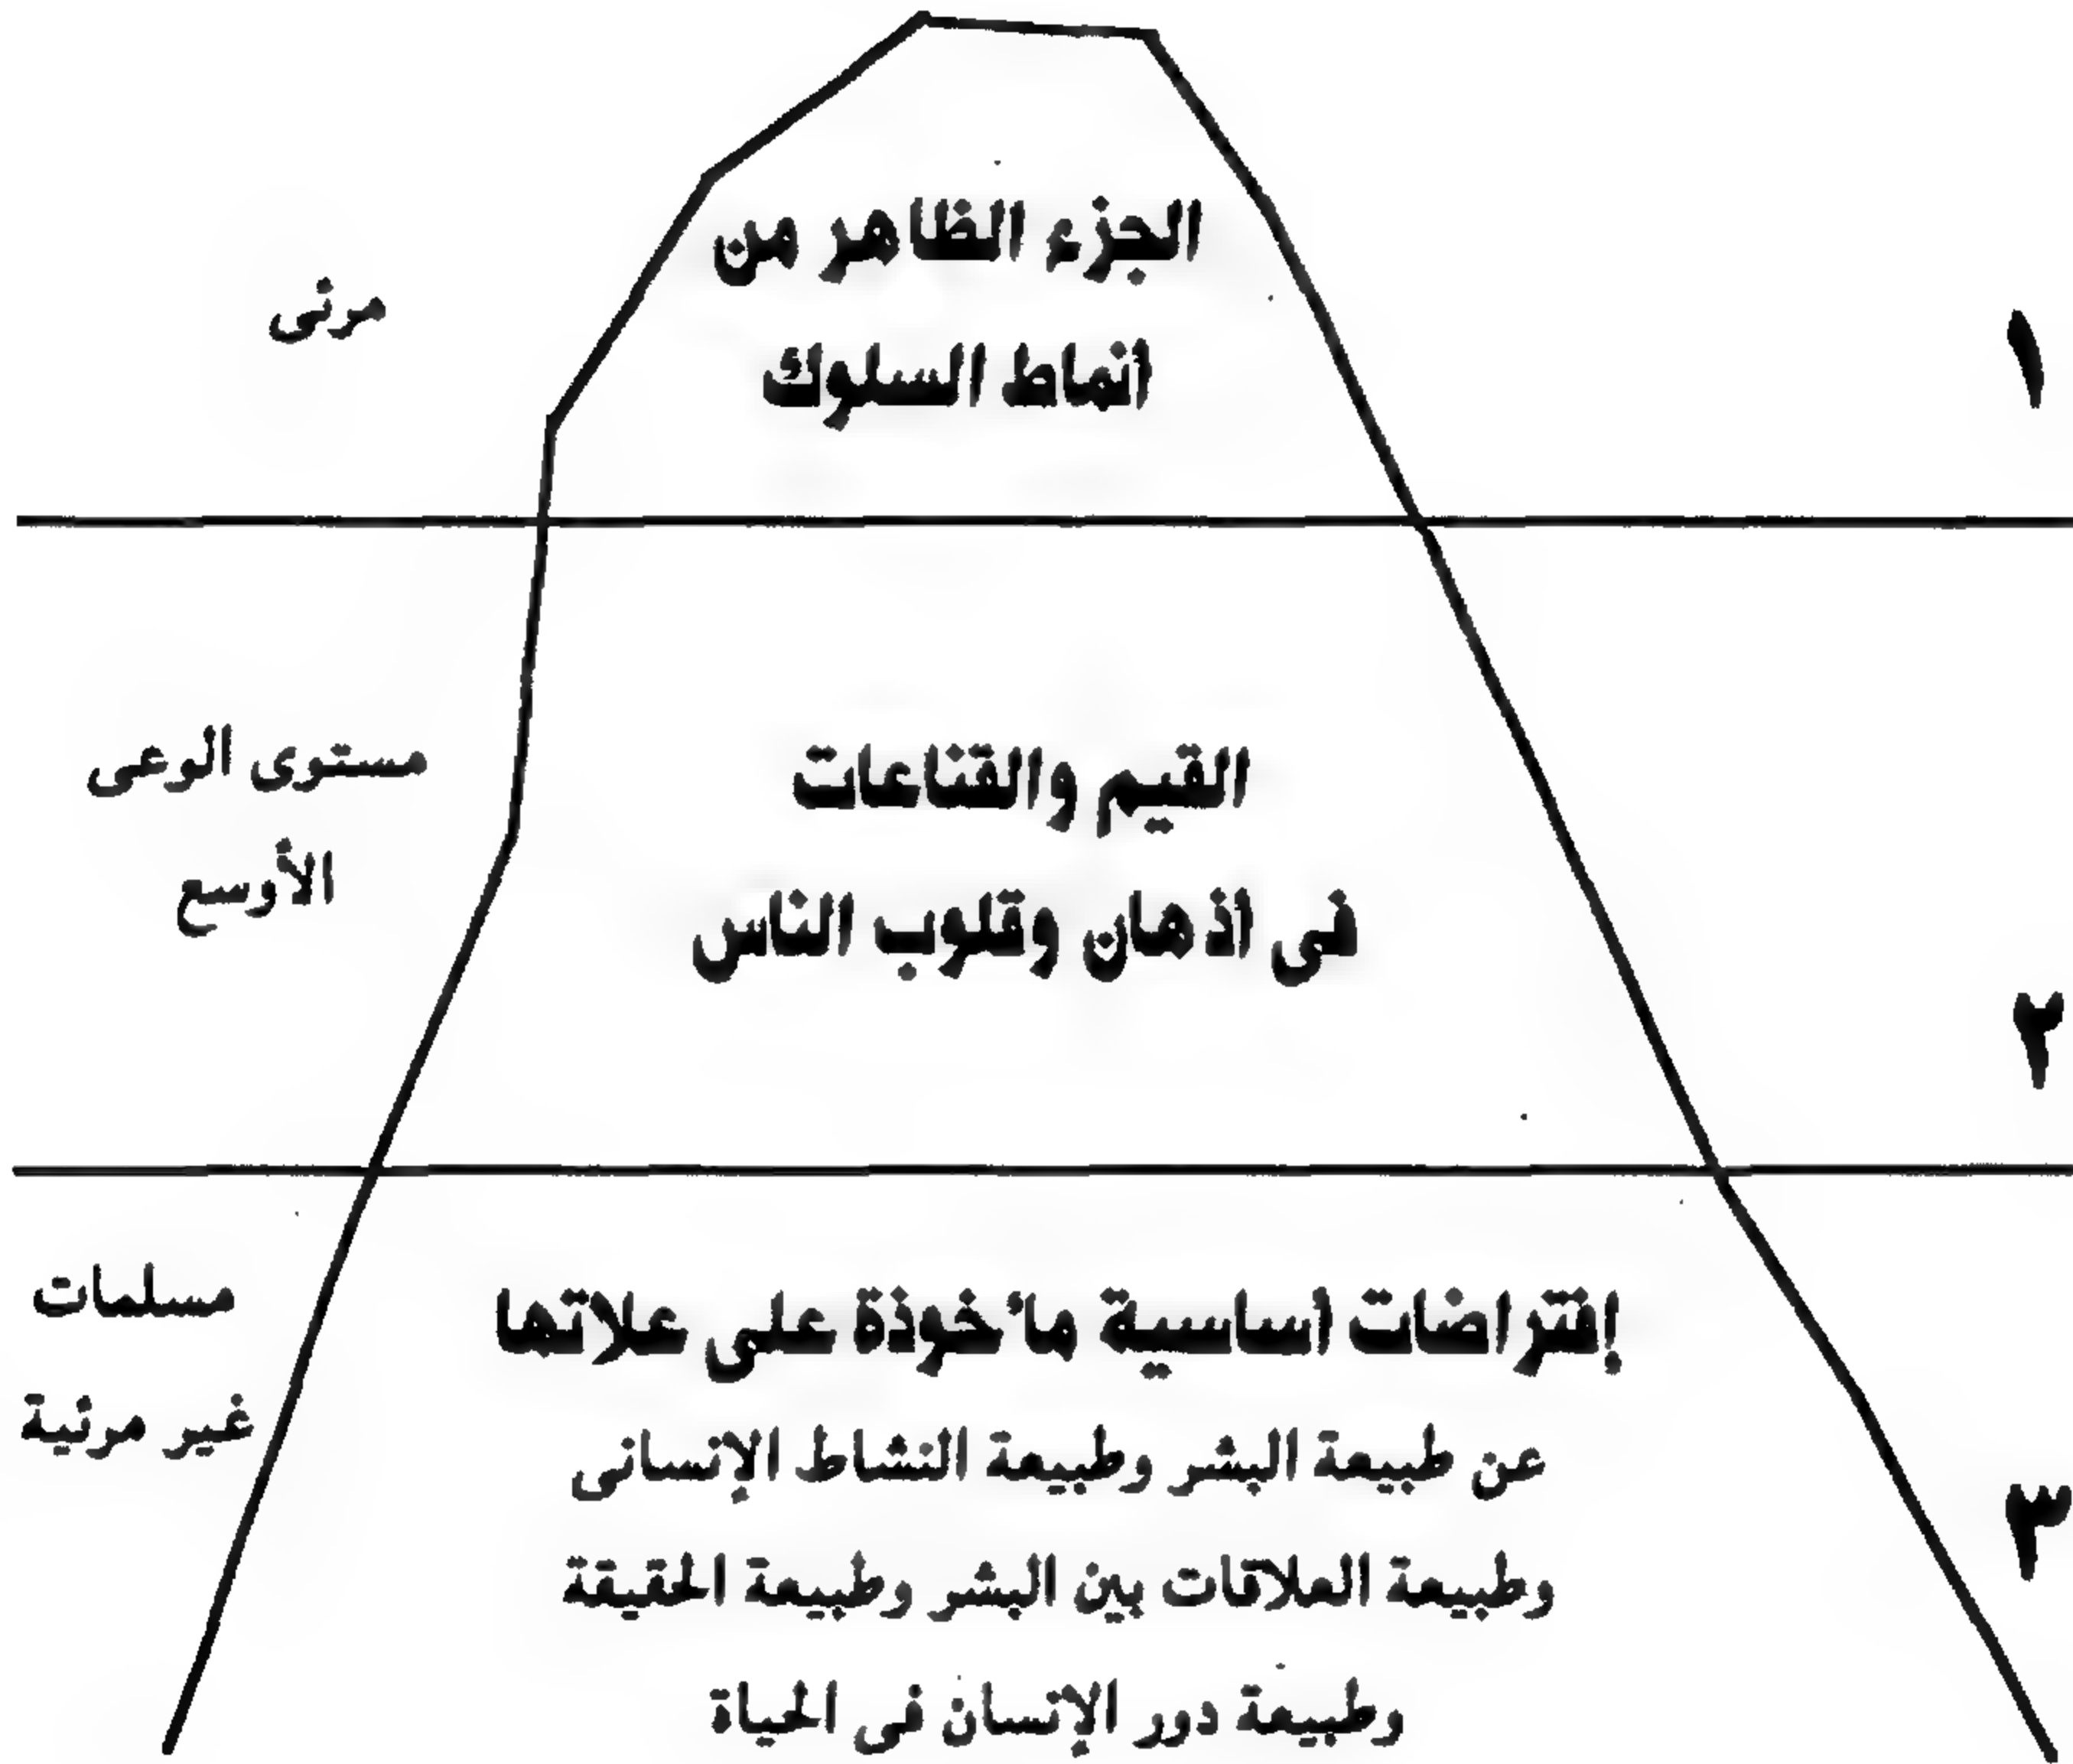 ١
الجزء الظاهر من
أنماط السلوك
مرئى
٢
القيم والقناعات
فى أذهان وقلوب الناس
مستوى الوعى
الأوسع
٣
إفتراضات أساسية مأخوذة على علاتها
عن طبيعة البشر وطبيعة النشاط الإنسانى
وطبيعة العلاقات بين البشر وطبيعة الحقيقة
وطبيعة دور الإنسان فى الحياة
مسلمات
غير مرئية